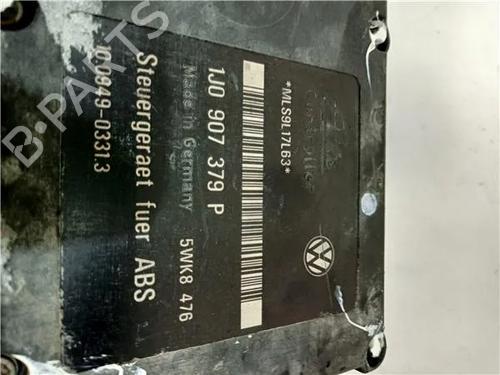 *MLS9L17L63*
1J0 907 379 P
Made in Germany 5WK8 476
Steuergeraet fuer ABS
10.0949-0331.3
B-PARTS